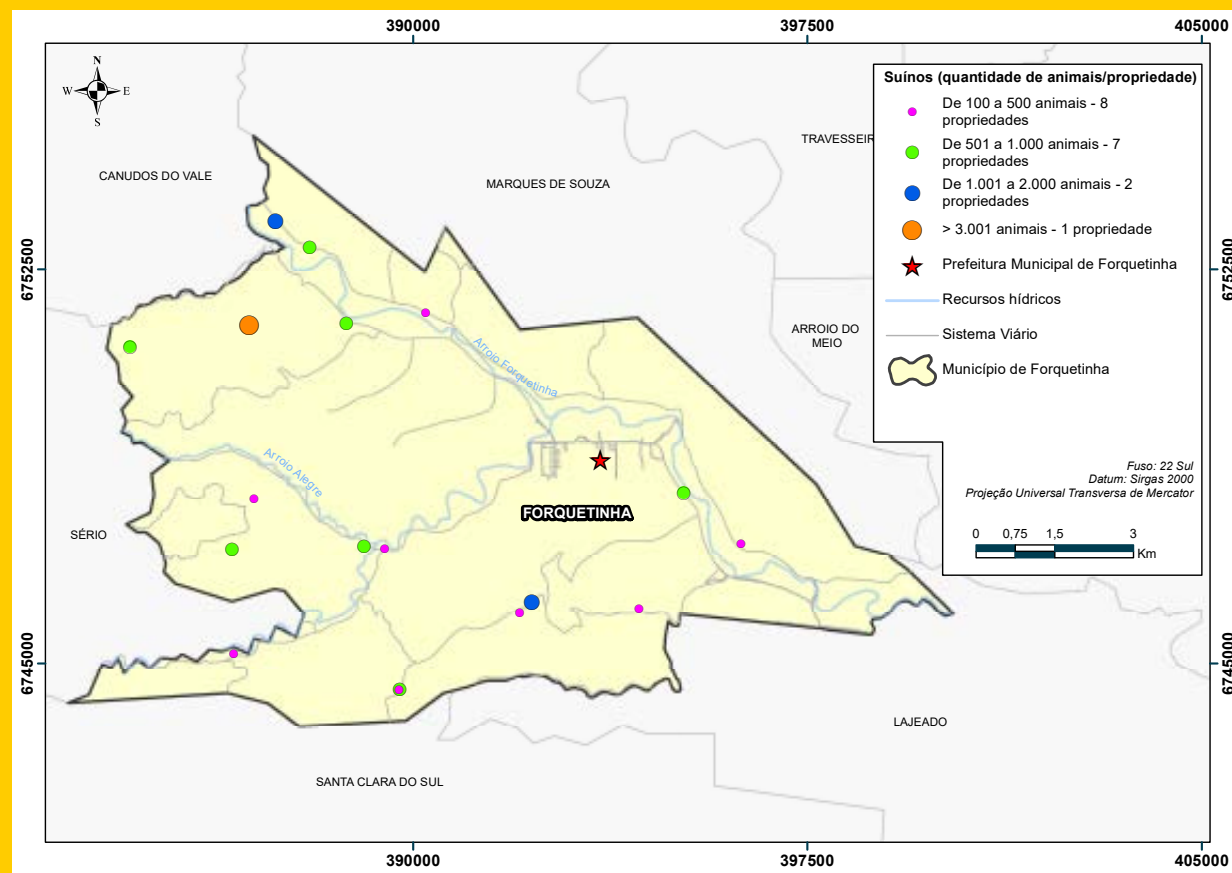 390000
397500
405000
N
W
E
S
Suínos (quantidade de animais/propriedade)
De 100 a 500 animais - 8
propriedades
De 501 a 1.000 animais - 7
propriedades
De 1.001 a 2.000 animais - 2
propriedades
> 3.001 animais - 1 propriedade
Prefeitura Municipal de Forquetinha
Recursos hídricos
Sistema Viário
Município de Forquetinha
Fuso: 22 Sul
Datum: Sirgas 2000
Projeção Universal Transversa de Mercator
0 0,75 1,5 3
Km
TRAVESSEIR
CANUDOS DO VALE
MARQUES DE SOUZA
6752500
6752500
ARROIO DO
MEIO
Arroio Forquetinha
Arroio Alegre
FORQUETINHA
SÉRIO
6745000
6745000
LAJEADO
SANTA CLARA DO SUL
390000
397500
405000